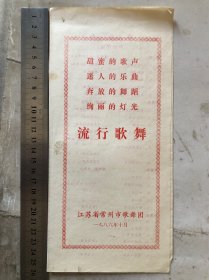 甜蜜的歌声
迷人的乐曲
奔放的舞蹈
绚丽的灯光
流行歌舞
江苏省常州市歌舞团
一九八六年十月